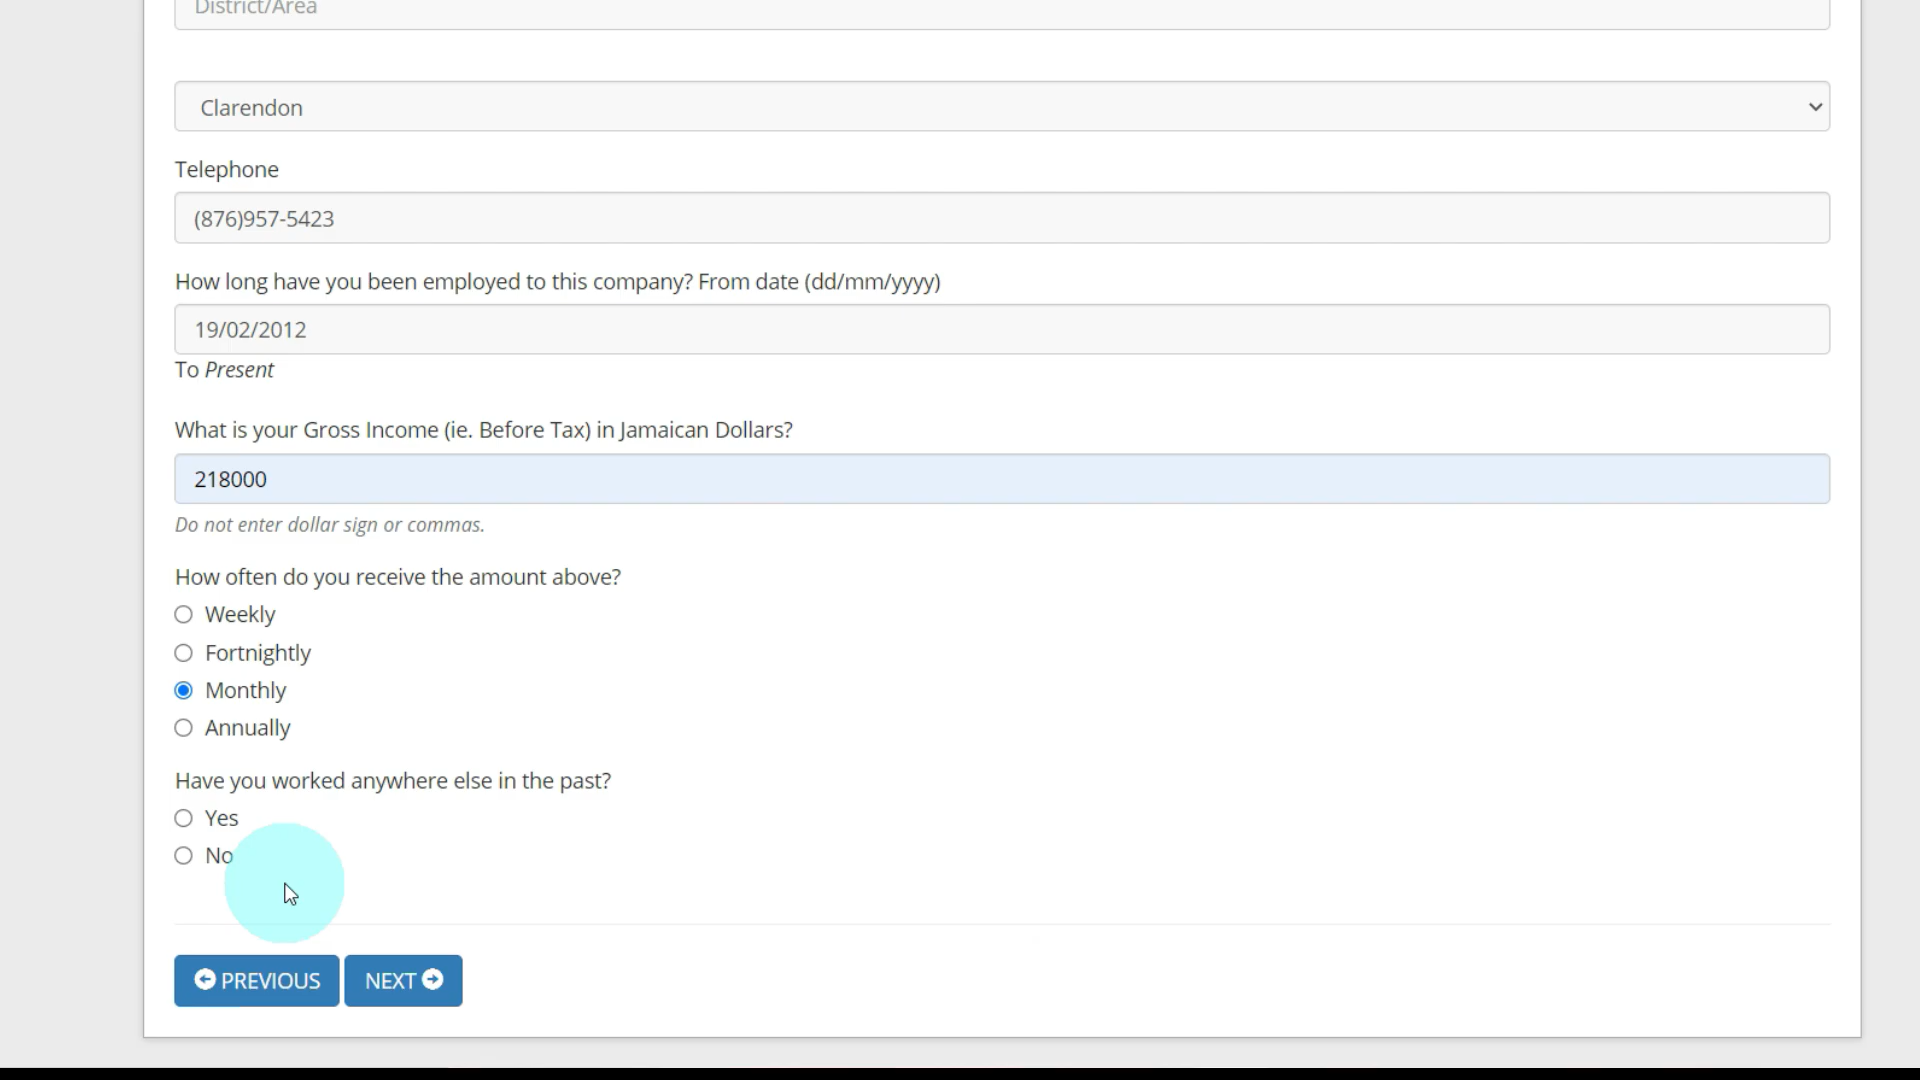 District/Area
Clarendon
Telephone
(876)957-5423
How long have you been employed to this company? From date (dd/mm/yyyy)
19/02/2012
To Present
What is your Gross Income (ie. Before Tax) in Jamaican Dollars?
218000
Do not enter dollar sign or commas.
How often do you receive the amount above?
Weekly
Fortnightly
Monthly
Annually
Have you worked anywhere else in the past?
Yes
No
PREVIOUS NEXT